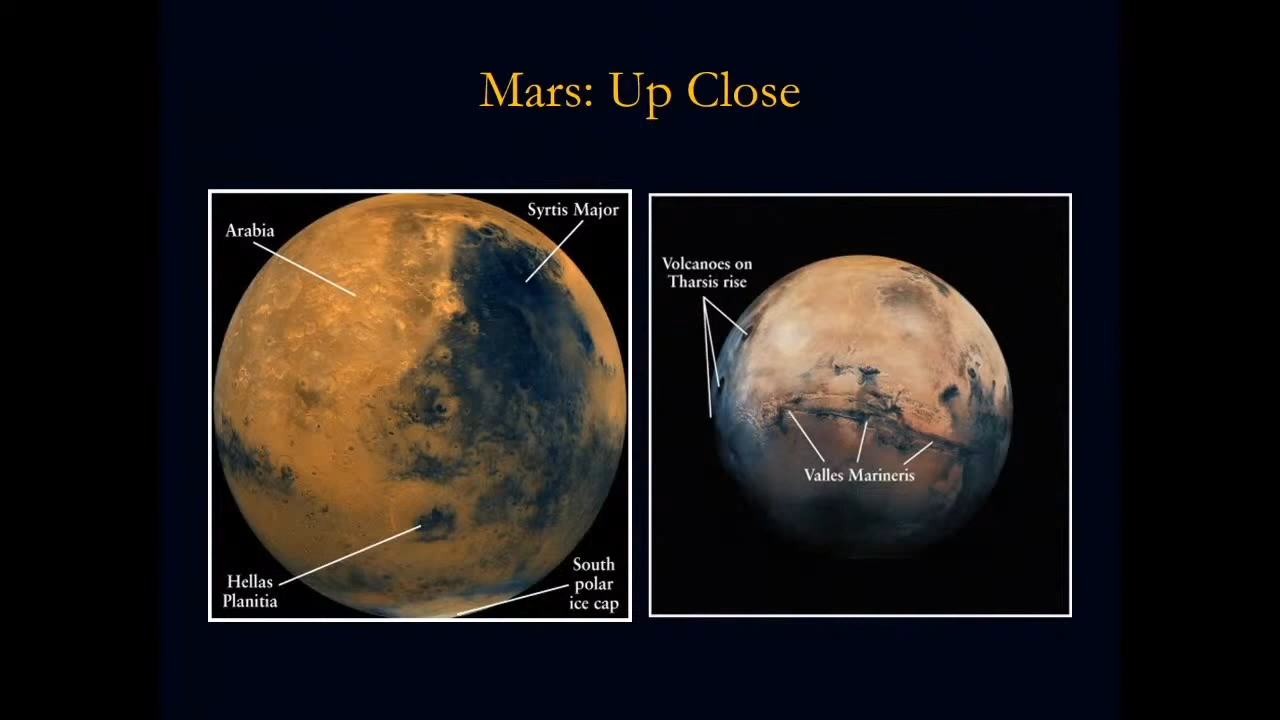 Mars: Up Close
Arabia
Syrtis Major
Hellas
Planitia
South
polar
ice cap
Volcanoes on
Tharsis rise
Valles Marineris